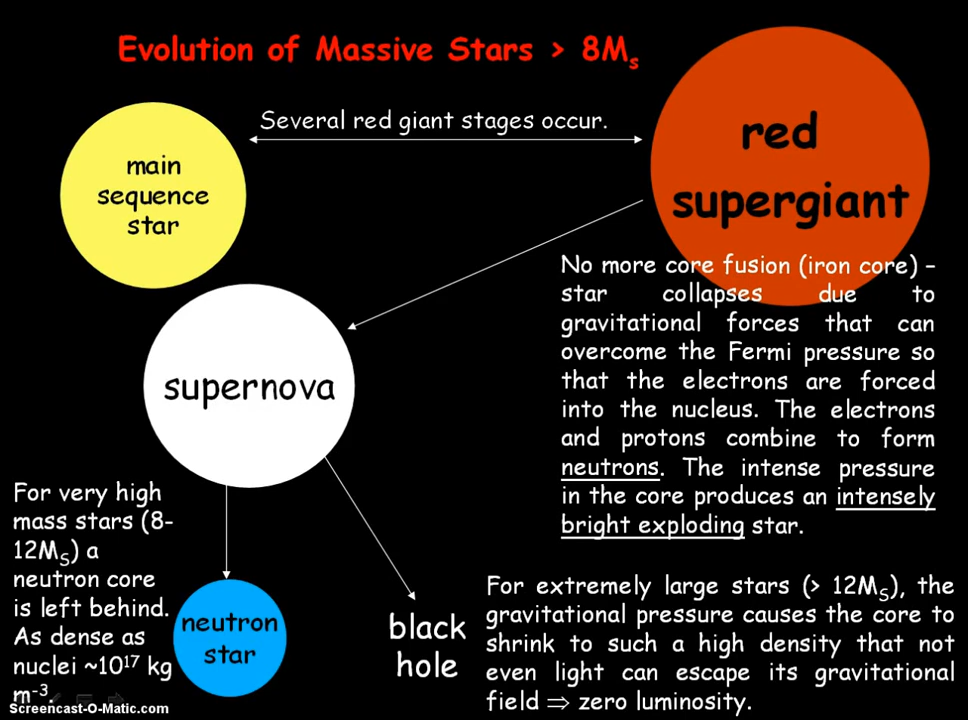 Evolution of Massive Stars > 8Mₛ
Several red giant stages occur.
main
sequence
star
red
supergiant
No more core fusion (iron core) –
star collapses due to
gravitational forces that can
overcome the Fermi pressure so
that the electrons are forced
into the nucleus. The electrons
and protons combine to form
neutrons. The intense pressure
in the core produces an intensely
bright exploding star.
supernova
For very high
mass stars (8-
12M_S) a
neutron core
is left behind.
As dense as
nuclei ~10¹⁷ kg
m⁻³.
neutron
star
black
hole
For extremely large stars (> 12M_S), the
gravitational pressure causes the core to
shrink to such a high density that not
even light can escape its gravitational
field ⇒ zero luminosity.
Screencast-O-Matic.com